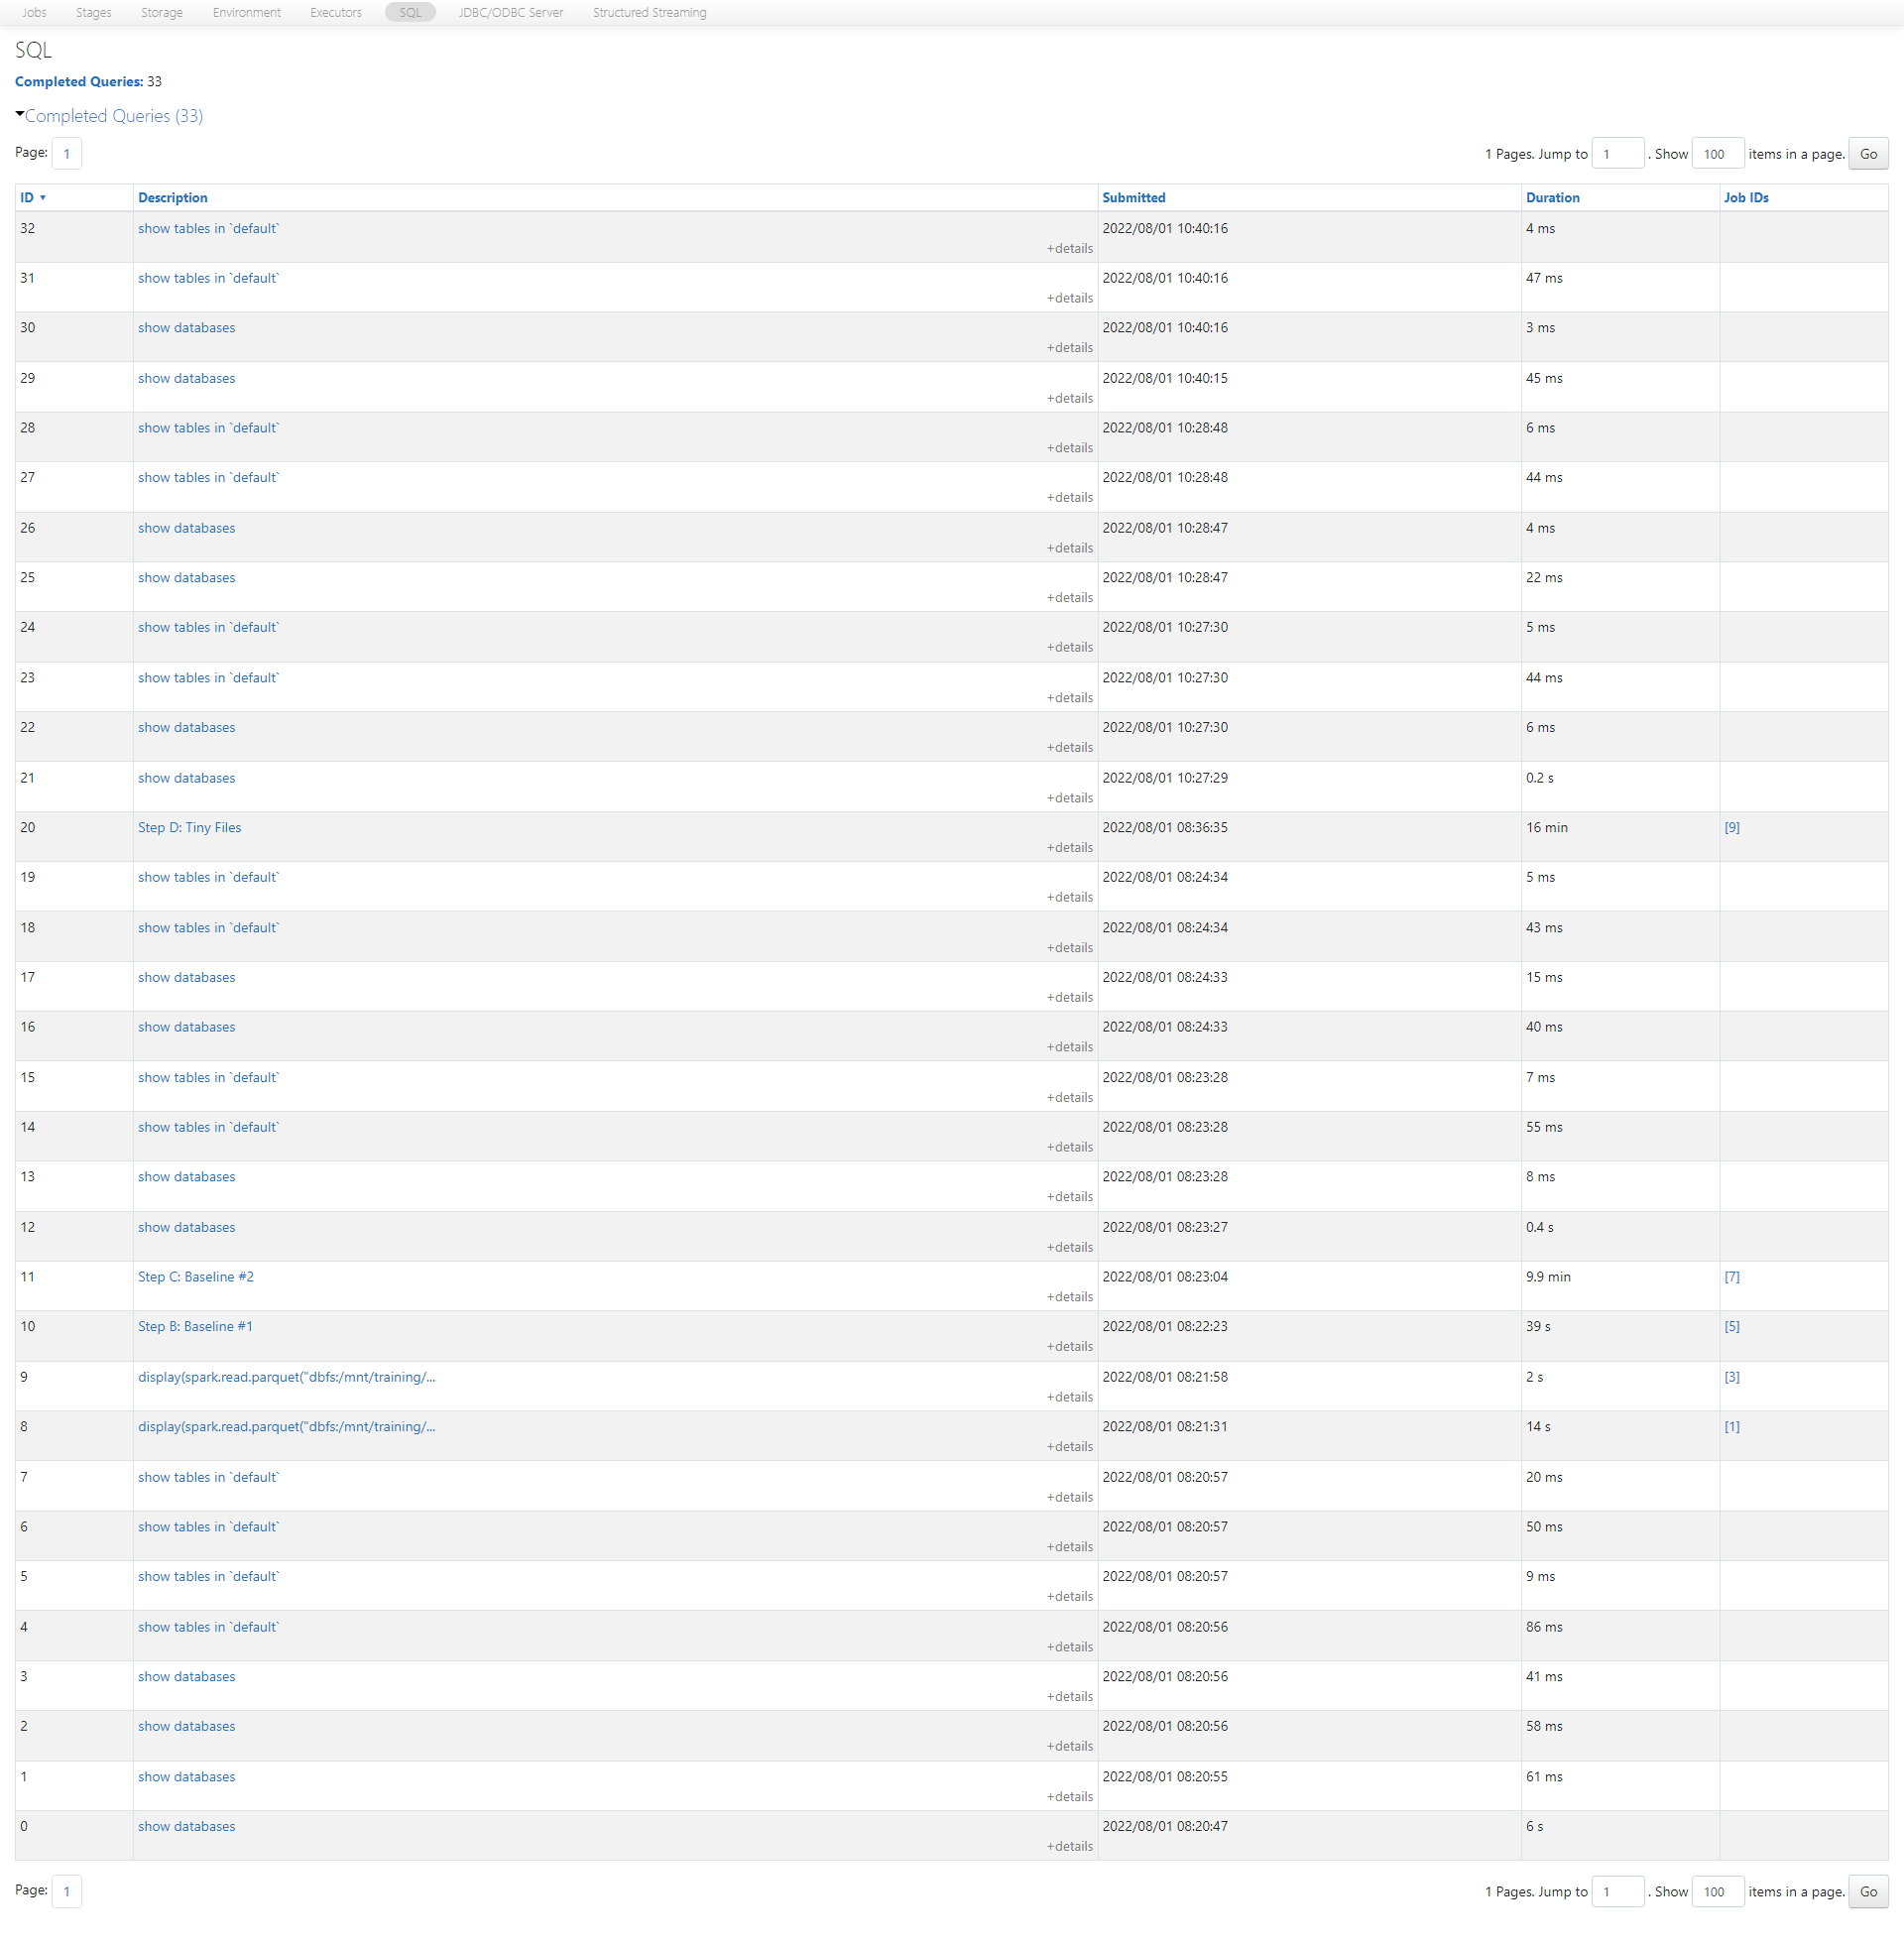 Jobs Stages Storage Environment Executors SQL JDBC/ODBC Server Structured Streaming
SQL
Completed Queries: 33
Completed Queries (33)
Page: 1 1 Pages. Jump to 1 . Show 100 items in a page. Go
ID ▾ Description Submitted Duration Job IDs
32 show tables in `default` 2022/08/01 10:40:16 4 ms
+details
31 show tables in `default` 2022/08/01 10:40:16 47 ms
+details
30 show databases 2022/08/01 10:40:16 3 ms
+details
29 show databases 2022/08/01 10:40:15 45 ms
+details
28 show tables in `default` 2022/08/01 10:28:48 6 ms
+details
27 show tables in `default` 2022/08/01 10:28:48 44 ms
+details
26 show databases 2022/08/01 10:28:47 4 ms
+details
25 show databases 2022/08/01 10:28:47 22 ms
+details
24 show tables in `default` 2022/08/01 10:27:30 5 ms
+details
23 show tables in `default` 2022/08/01 10:27:30 44 ms
+details
22 show databases 2022/08/01 10:27:30 6 ms
+details
21 show databases 2022/08/01 10:27:29 0.2 s
+details
20 Step D: Tiny Files 2022/08/01 08:36:35 16 min [9]
+details
19 show tables in `default` 2022/08/01 08:24:34 5 ms
+details
18 show tables in `default` 2022/08/01 08:24:34 43 ms
+details
17 show databases 2022/08/01 08:24:33 15 ms
+details
16 show databases 2022/08/01 08:24:33 40 ms
+details
15 show tables in `default` 2022/08/01 08:23:28 7 ms
+details
14 show tables in `default` 2022/08/01 08:23:28 55 ms
+details
13 show databases 2022/08/01 08:23:28 8 ms
+details
12 show databases 2022/08/01 08:23:27 0.4 s
+details
11 Step C: Baseline #2 2022/08/01 08:23:04 9.9 min [7]
+details
10 Step B: Baseline #1 2022/08/01 08:22:23 39 s [5]
+details
9 display(spark.read.parquet("dbfs:/mnt/training/... 2022/08/01 08:21:58 2 s [3]
+details
8 display(spark.read.parquet("dbfs:/mnt/training/... 2022/08/01 08:21:31 14 s [1]
+details
7 show tables in `default` 2022/08/01 08:20:57 20 ms
+details
6 show tables in `default` 2022/08/01 08:20:57 50 ms
+details
5 show tables in `default` 2022/08/01 08:20:57 9 ms
+details
4 show tables in `default` 2022/08/01 08:20:56 86 ms
+details
3 show databases 2022/08/01 08:20:56 41 ms
+details
2 show databases 2022/08/01 08:20:56 58 ms
+details
1 show databases 2022/08/01 08:20:55 61 ms
+details
0 show databases 2022/08/01 08:20:47 6 s
+details
Page: 1 1 Pages. Jump to 1 . Show 100 items in a page. Go